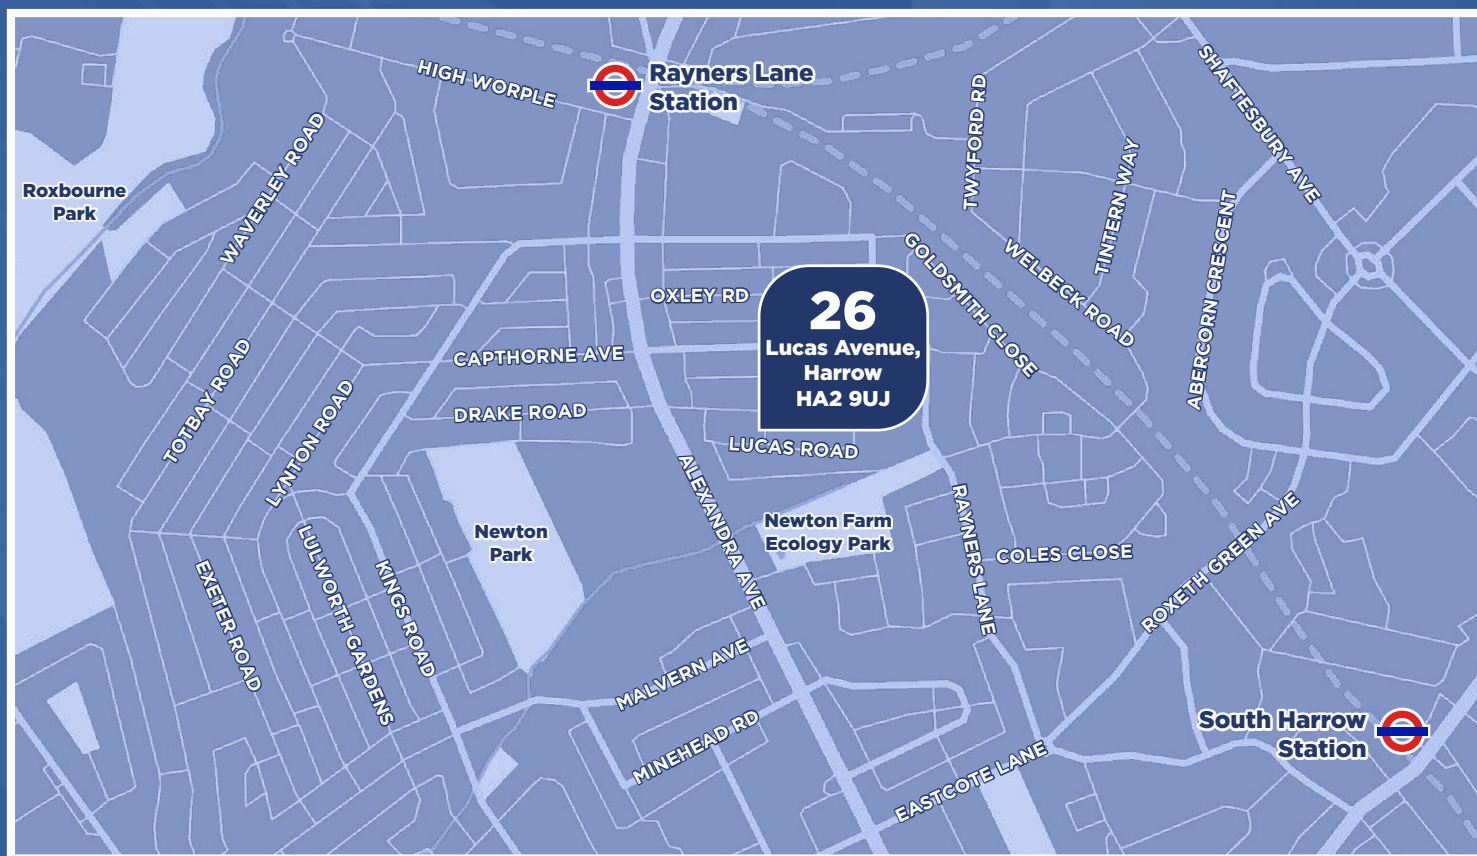 HIGH WORPLE
Rayners Lane
Station
SHAFTESBURY AVE
TWYFORD RD
WAVERLEY ROAD
TINTERN WAY
Roxbourne
Park
ABERCORN CRESCENT
GOLDSMITH CLOSE
WELBECK ROAD
OXLEY RD
26
Lucas Avenue,
Harrow
HA2 9UJ
TOTBAY ROAD
CAPTHORNE AVE
LYNTON ROAD
DRAKE ROAD
LUCAS ROAD
ALEXANDRA AVE
RAYNERS LANE
Newton
Park
Newton Farm
Ecology Park
COLES CLOSE
ROXETH GREEN AVE
EXETER ROAD
LULWORTH GARDENS
KINGS ROAD
MALVERN AVE
MINEHEAD RD
South Harrow
Station
EASTCOTE LANE